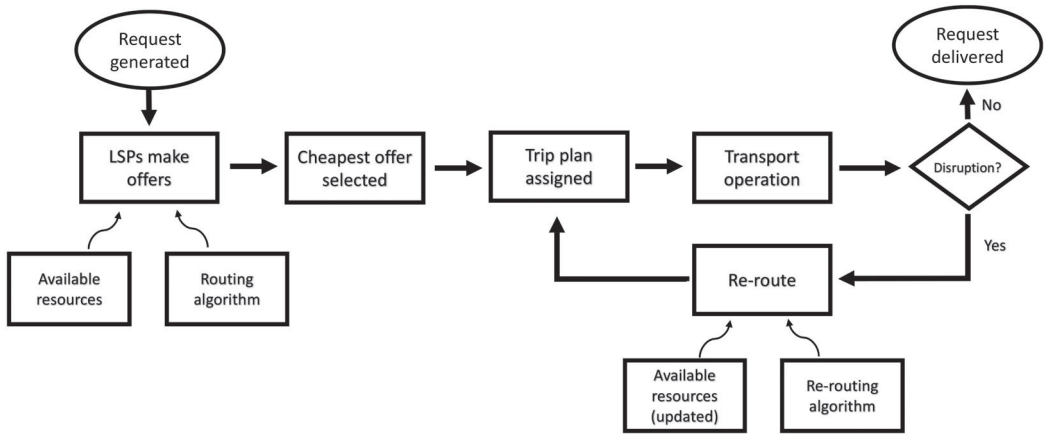 Request
generated
Request
delivered
No
LSPs make
offers
Cheapest offer
selected
Trip plan
assigned
Transport
operation
Disruption?
Yes
Available
resources
Routing
algorithm
Re-route
Available
resources
(updated)
Re-routing
algorithm